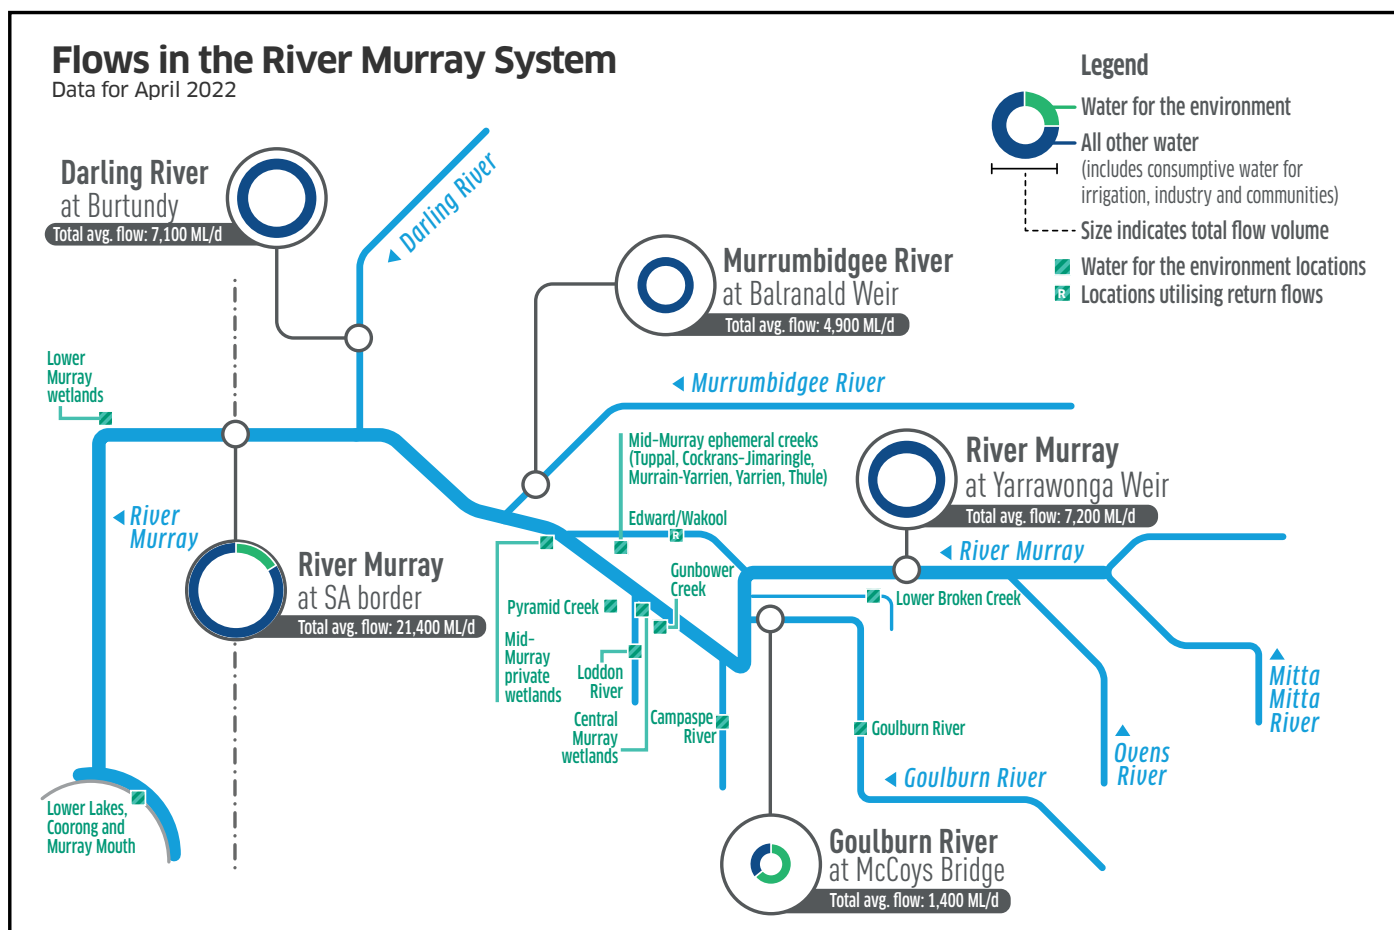 Flows in the River Murray System
Data for April 2022
Legend
Water for the environment
All other water
(includes consumptive water for
irrigation, industry and communities)
Size indicates total flow volume
Water for the environment locations
R
Locations utilising return flows
Darling River
at Burtundy
Total avg. flow: 7,100 ML/d
Darling River
Murrumbidgee River
at Balranald Weir
Total avg. flow: 4,900 ML/d
Murrumbidgee River
Lower
Murray
wetlands
Mid-Murray ephemeral creeks
(Tuppal, Cockrans-Jimaringle,
Murrain-Yarrien, Yarrien, Thule)
River Murray
at Yarrawonga Weir
Total avg. flow: 7,200 ML/d
River
Murray
Edward/Wakool
R
River Murray
River Murray
at SA border
Total avg. flow: 21,400 ML/d
Gunbower
Creek
Lower Broken Creek
Pyramid Creek
Mid-
Murray
private
wetlands
Loddon
River
Central
Murray
wetlands
Campaspe
River
Goulburn River
Mitta
Mitta
River
Ovens
River
Goulburn River
Lower Lakes,
Coorong and
Murray Mouth
Goulburn River
at McCoys Bridge
Total avg. flow: 1,400 ML/d